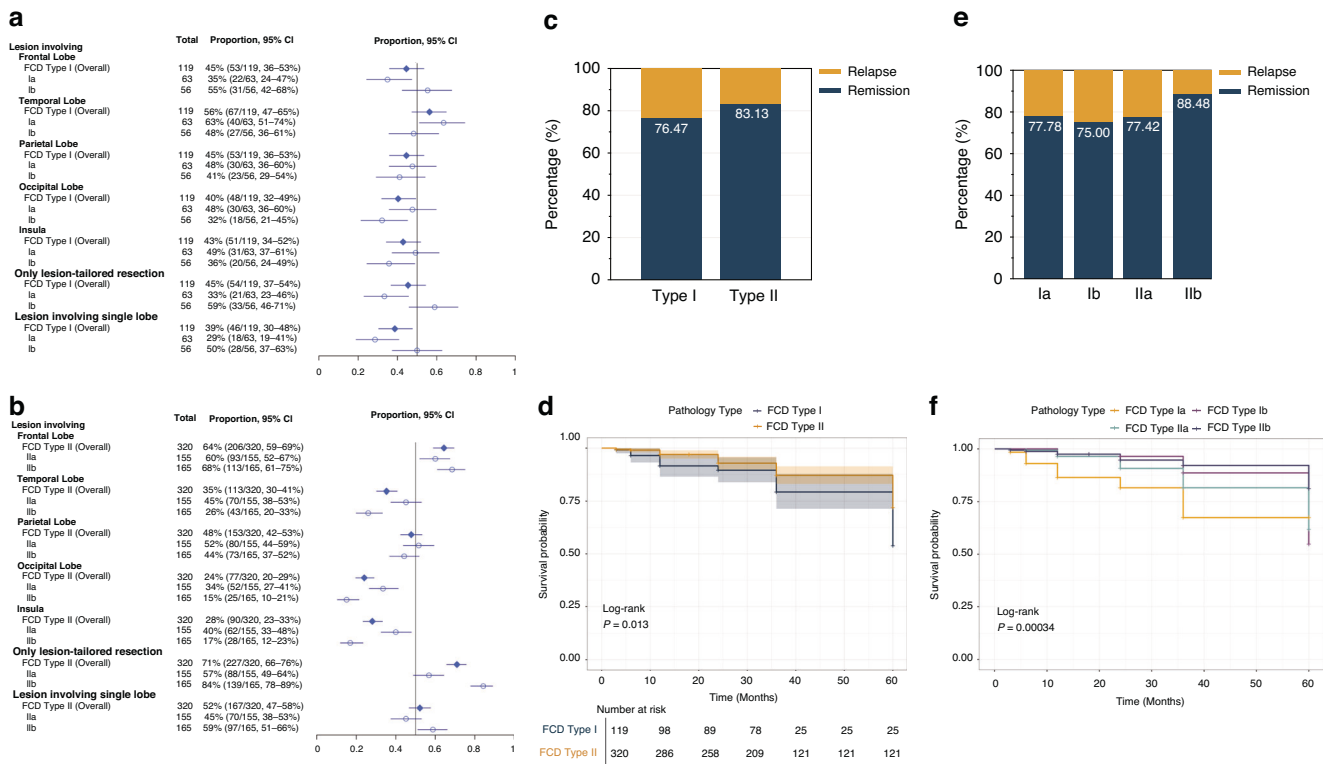 a
Total Proportion, 95% CI Proportion, 95% CI
Lesion involving
Frontal Lobe
FCD Type I (Overall) 119 45% (53/119, 36–53%)
Ia 63 35% (22/63, 24–47%)
Ib 56 55% (31/56, 42–68%)
Temporal Lobe
FCD Type I (Overall) 119 56% (67/119, 47–65%)
Ia 63 63% (40/63, 51–74%)
Ib 56 48% (27/56, 36–61%)
Parietal Lobe
FCD Type I (Overall) 119 45% (53/119, 36–53%)
Ia 63 48% (30/63, 36–60%)
Ib 56 41% (23/56, 29–54%)
Occipital Lobe
FCD Type I (Overall) 119 40% (48/119, 32–49%)
Ia 63 48% (30/63, 36–60%)
Ib 56 32% (18/56, 21–45%)
Insula
FCD Type I (Overall) 119 43% (51/119, 34–52%)
Ia 63 49% (31/63, 37–61%)
Ib 56 36% (20/56, 24–49%)
Only lesion-tailored resection
FCD Type I (Overall) 119 45% (54/119, 37–54%)
Ia 63 33% (21/63, 23–46%)
Ib 56 59% (33/56, 46-71%)
Lesion involving single lobe
FCD Type I (Overall) 119 39% (46/119, 30–48%)
Ia 63 29% (18/63, 19–41%)
Ib 56 50% (28/56, 37–63%)
0 0.2 0.4 0.6 0.8 1
b
Total Proportion, 95% CI Proportion, 95% CI
Lesion involving
Frontal Lobe
FCD Type II (Overall) 320 64% (206/320, 59–69%)
IIa 155 60% (93/155, 52–67%)
IIb 165 68% (113/165, 61–75%)
Temporal Lobe
FCD Type II (Overall) 320 35% (113/320, 30–41%)
IIa 155 45% (70/155, 38–53%)
IIb 165 26% (43/165, 20–33%)
Parietal Lobe
FCD Type II (Overall) 320 48% (153/320, 42–53%)
IIa 155 52% (80/155, 44–59%)
IIb 165 44% (73/165, 37–52%)
Occipital Lobe
FCD Type II (Overall) 320 24% (77/320, 20–29%)
IIa 155 34% (52/155, 27–41%)
IIb 165 15% (25/165, 10–21%)
Insula
FCD Type II (Overall) 320 28% (90/320, 23–33%)
IIa 155 40% (62/155, 33–48%)
IIb 165 17% (28/165, 12–23%)
Only lesion-tailored resection
FCD Type II (Overall) 320 71% (227/320, 66–76%)
IIa 155 57% (88/155, 49–64%)
IIb 165 84% (139/165, 78–89%)
Lesion involving single lobe
FCD Type II (Overall) 320 52% (167/320, 47–58%)
IIa 155 45% (70/155, 38–53%)
IIb 165 59% (97/165, 51–66%)
0 0.2 0.4 0.6 0.8 1
c
Relapse
Remission
Percentage (%)
100
80
60
40
20
0
76.47
83.13
Type I Type II
d
Pathology Type FCD Type I
FCD Type II
Survival probability
1.00
0.75
0.50
0.25
0.00
Log-rank
P = 0.013
0 10 20 30 40 50 60
Time (Months)
Number at risk
FCD Type I 119 98 89 78 25 25 25
FCD Type II 320 286 258 209 121 121 121
e
Relapse
Remission
Percentage (%)
100
80
60
40
20
0
77.78
75.00
77.42
88.48
Ia Ib IIa IIb
f
Pathology Type FCD Type Ia FCD Type Ib
FCD Type IIa FCD Type IIb
Survival probability
1.00
0.75
0.50
0.25
0.00
Log-rank
P = 0.00034
0 10 20 30 40 50 60
Time (Months)